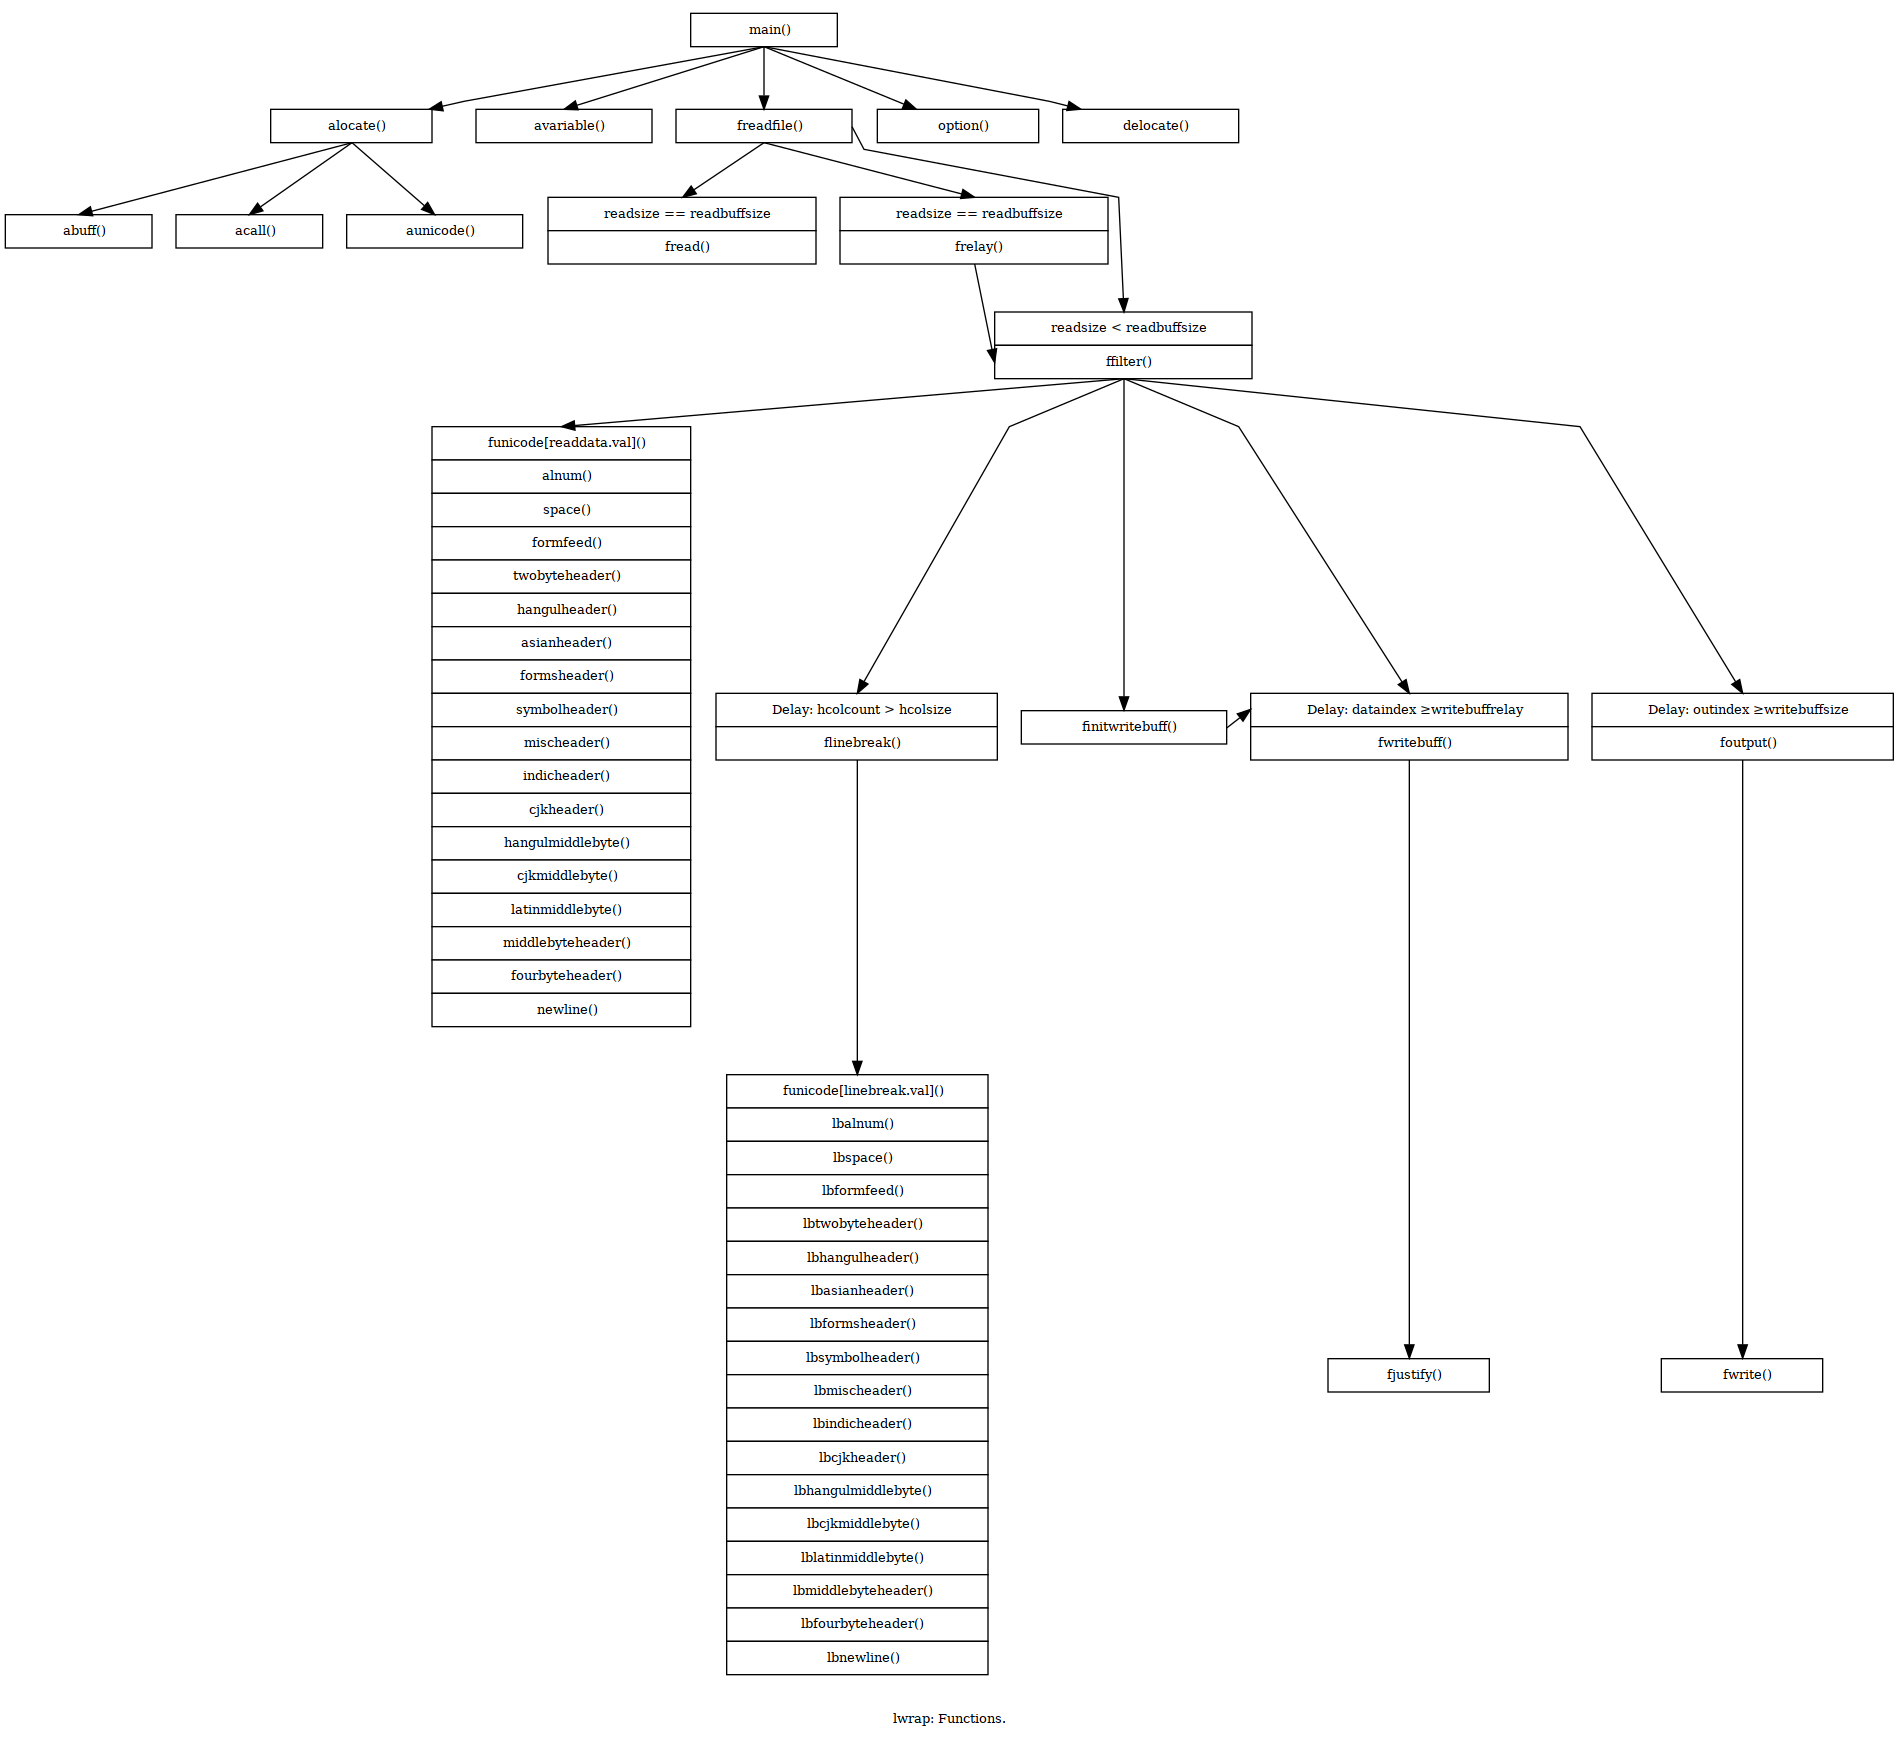 main()
alocate()
avariable()
freadfile()
option()
delocate()
abuff()
acall()
aunicode()
readsize == readbuffsize
fread()
readsize == readbuffsize
frelay()
readsize < readbuffsize
ffilter()
funicode[readdata.val]()
alnum()
space()
formfeed()
twobyteheader()
hangulheader()
asianheader()
formsheader()
symbolheader()
mischeader()
indicheader()
cjkheader()
hangulmiddlebyte()
cjkmiddlebyte()
latinmiddlebyte()
middlebyteheader()
fourbyteheader()
newline()
Delay: hcolcount > hcolsize
flinebreak()
finitwritebuff()
Delay: dataindex ≥writebuffrelay
fwritebuff()
Delay: outindex ≥writebuffsize
foutput()
funicode[linebreak.val]()
lbalnum()
lbspace()
lbformfeed()
lbtwobyteheader()
lbhangulheader()
lbasianheader()
lbformsheader()
lbsymbolheader()
lbmischeader()
lbindicheader()
lbcjkheader()
lbhangulmiddlebyte()
lbcjkmiddlebyte()
lblatinmiddlebyte()
lbmiddlebyteheader()
lbfourbyteheader()
lbnewline()
fjustify()
fwrite()
lwrap: Functions.